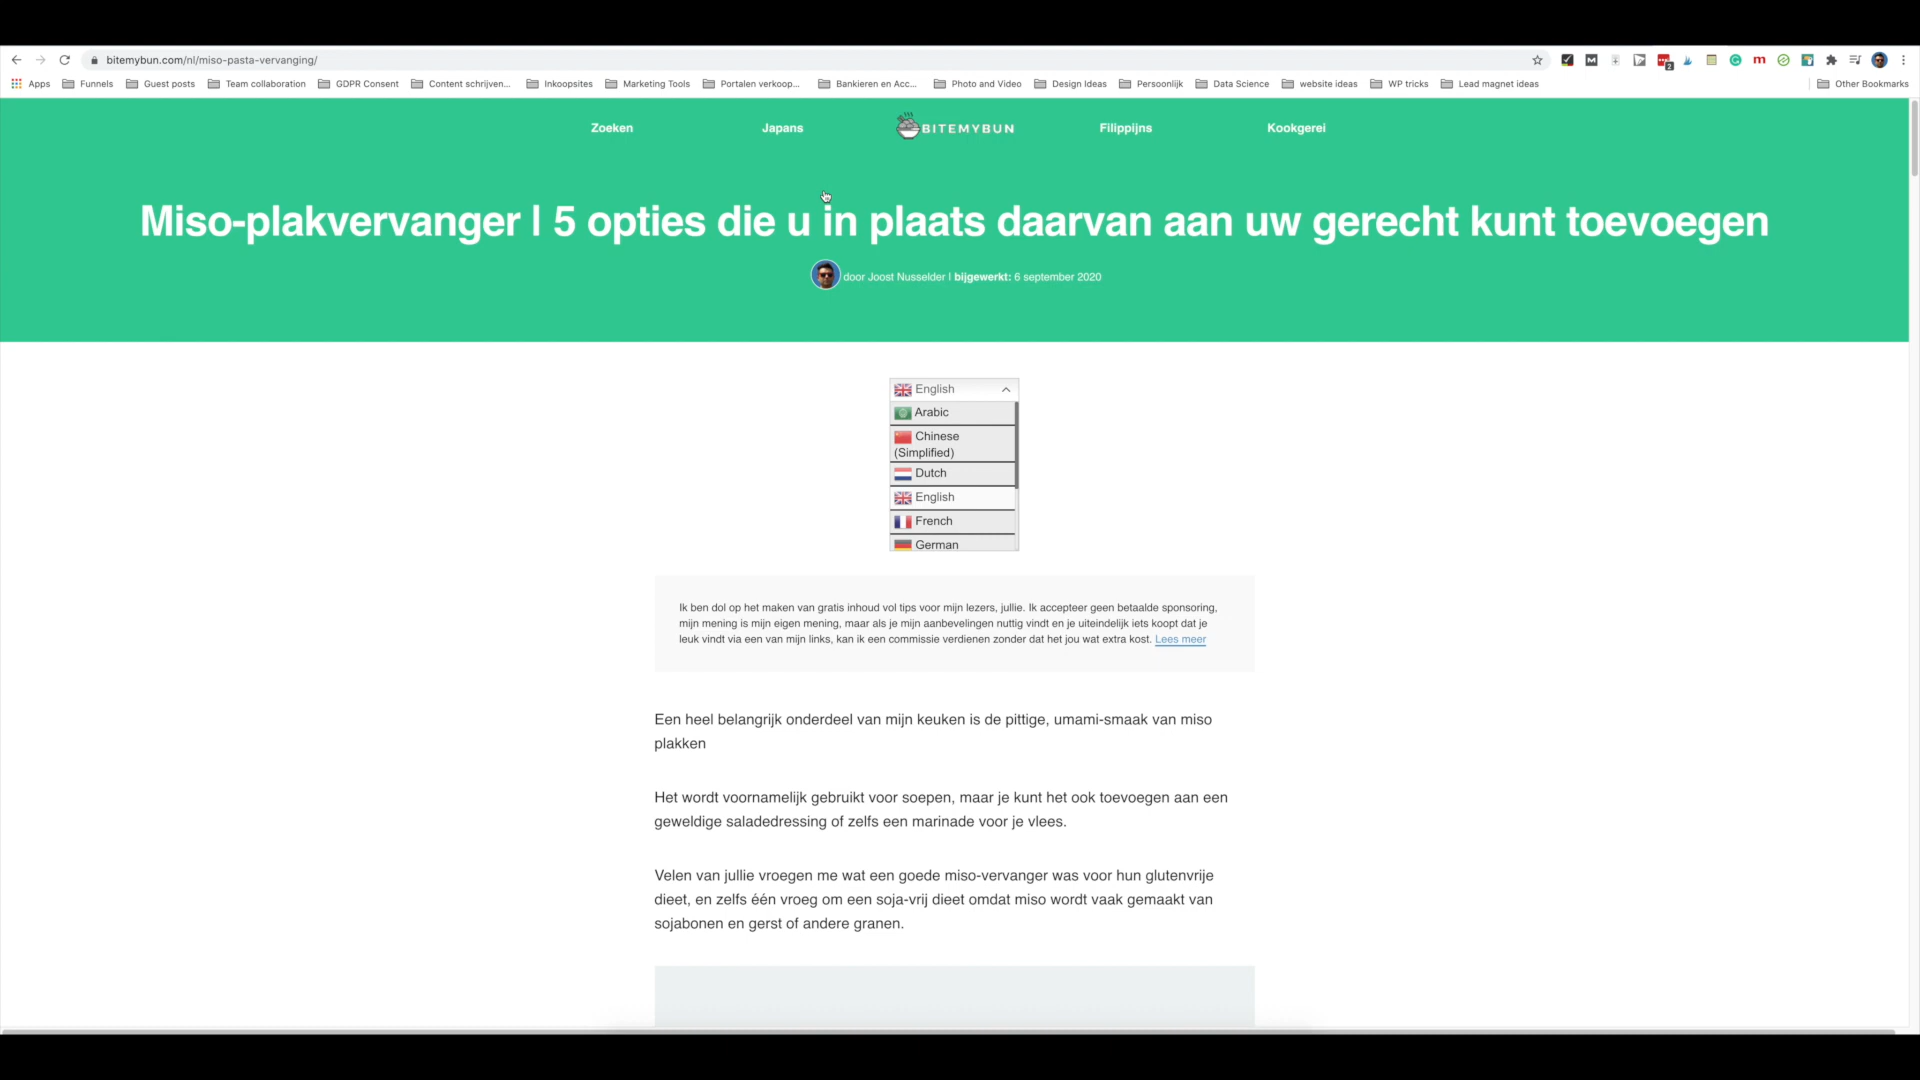 bitemybun.com/nl/miso-pasta-vervanging/
Apps Funnels Guest posts Team collaboration GDPR Consent Content schrijven... Inkoopsites Marketing Tools Portalen verkoop... Bankieren en Acc... Photo and Video Design Ideas Persoonlijk Data Science website ideas WP tricks Lead magnet ideas Other Bookmarks
Zoeken Japans BITEMYBUN Filippijns Kookgerei
Miso-plakvervanger | 5 opties die u in plaats daarvan aan uw gerecht kunt toevoegen
door Joost Nusselder | bijgewerkt: 6 september 2020
English
Arabic
Chinese
(Simplified)
Dutch
English
French
German
Ik ben dol op het maken van gratis inhoud vol tips voor mijn lezers, jullie. Ik accepteer geen betaalde sponsoring,
mijn mening is mijn eigen mening, maar als je mijn aanbevelingen nuttig vindt en je uiteindelijk iets koopt dat je
leuk vindt via een van mijn links, kan ik een commissie verdienen zonder dat het jou wat extra kost. Lees meer
Een heel belangrijk onderdeel van mijn keuken is de pittige, umami-smaak van miso
plakken
Het wordt voornamelijk gebruikt voor soepen, maar je kunt het ook toevoegen aan een
geweldige saladedressing of zelfs een marinade voor je vlees.
Velen van jullie vroegen me wat een goede miso-vervanger was voor hun glutenvrije
dieet, en zelfs één vroeg om een soja-vrij dieet omdat miso wordt vaak gemaakt van
sojabonen en gerst of andere granen.